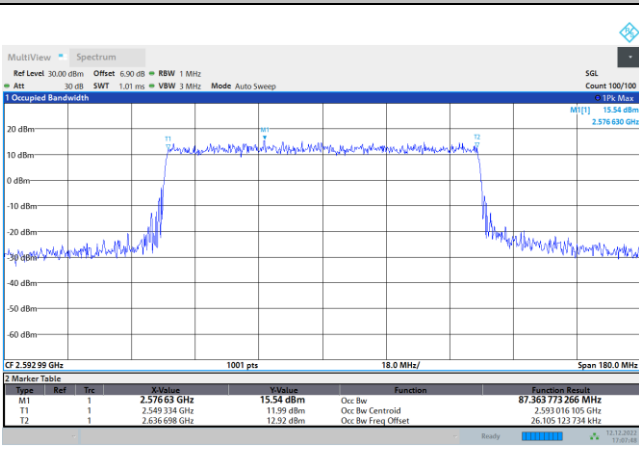 MultiView Spectrum
Ref Level 30.00 dBm Offset 6.90 dB RBW 1 MHz SGL
Att 30 dB SWT 1.01 ms VBW 3 MHz Mode Auto Sweep Count 100/100
1 Occupied Bandwidth 1Pk Max
M1[1] 15.54 dBm
2.576 630 GHz
20 dBm
T1 M1 T2
10 dBm
0 dBm
-10 dBm
-20 dBm
-30 dBm
-40 dBm
-50 dBm
-60 dBm
CF 2.592 99 GHz 1001 pts 18.0 MHz/ Span 180.0 MHz
2 Marker Table
Type Ref Trc X-Value Y-Value Function Function Result
M1 1 2.576 63 GHz 15.54 dBm Occ Bw 87.363 773 266 MHz
T1 1 2.549 334 GHz 11.99 dBm Occ Bw Centroid 2.593 016 105 GHz
T2 1 2.636 698 GHz 12.92 dBm Occ Bw Freq Offset 26.105 123 734 kHz
Ready 12.12.2022
17:07:48